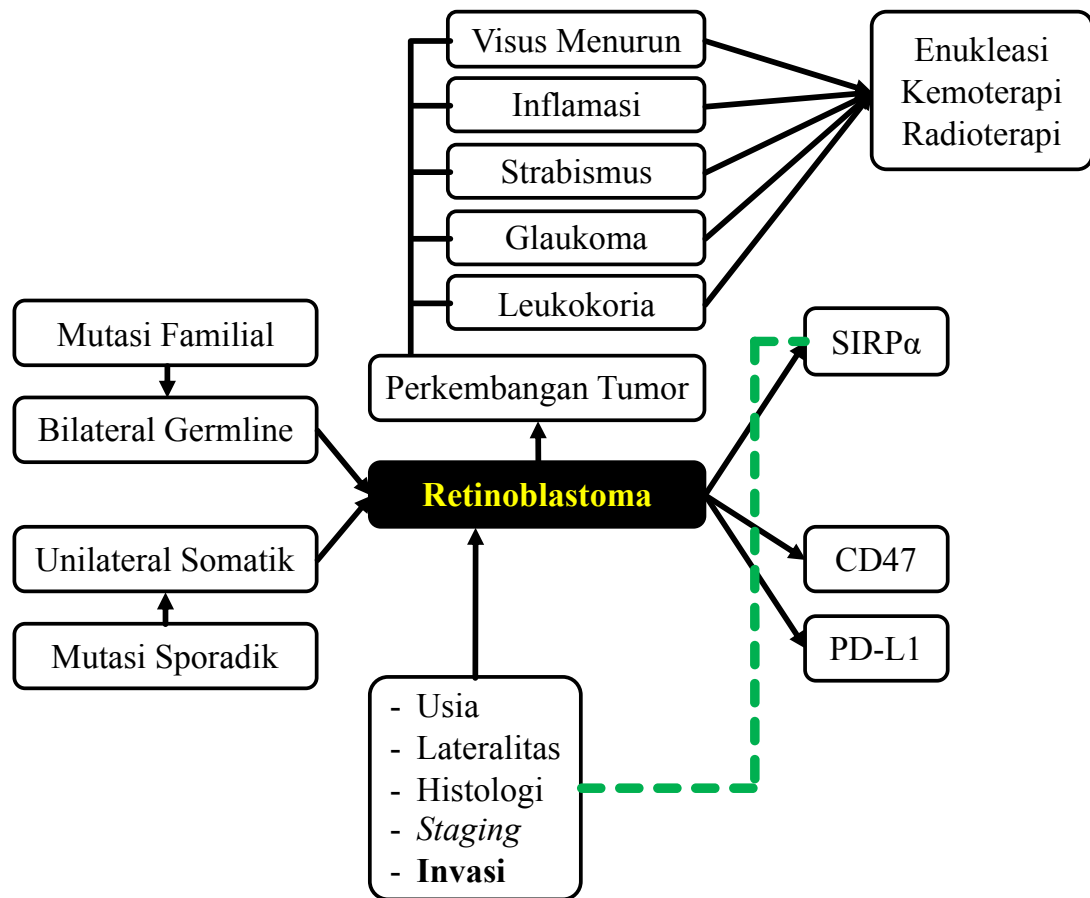 Visus Menurun
Inflamasi
Strabismus
Glaukoma
Leukokoria
Enukleasi
Kemoterapi
Radioterapi
Mutasi Familial
Bilateral Germline
Unilateral Somatik
Mutasi Sporadik
Perkembangan Tumor
Retinoblastoma
- Usia
- Lateralitas
- Histologi
- Staging
- Invasi
SIRPα
CD47
PD-L1